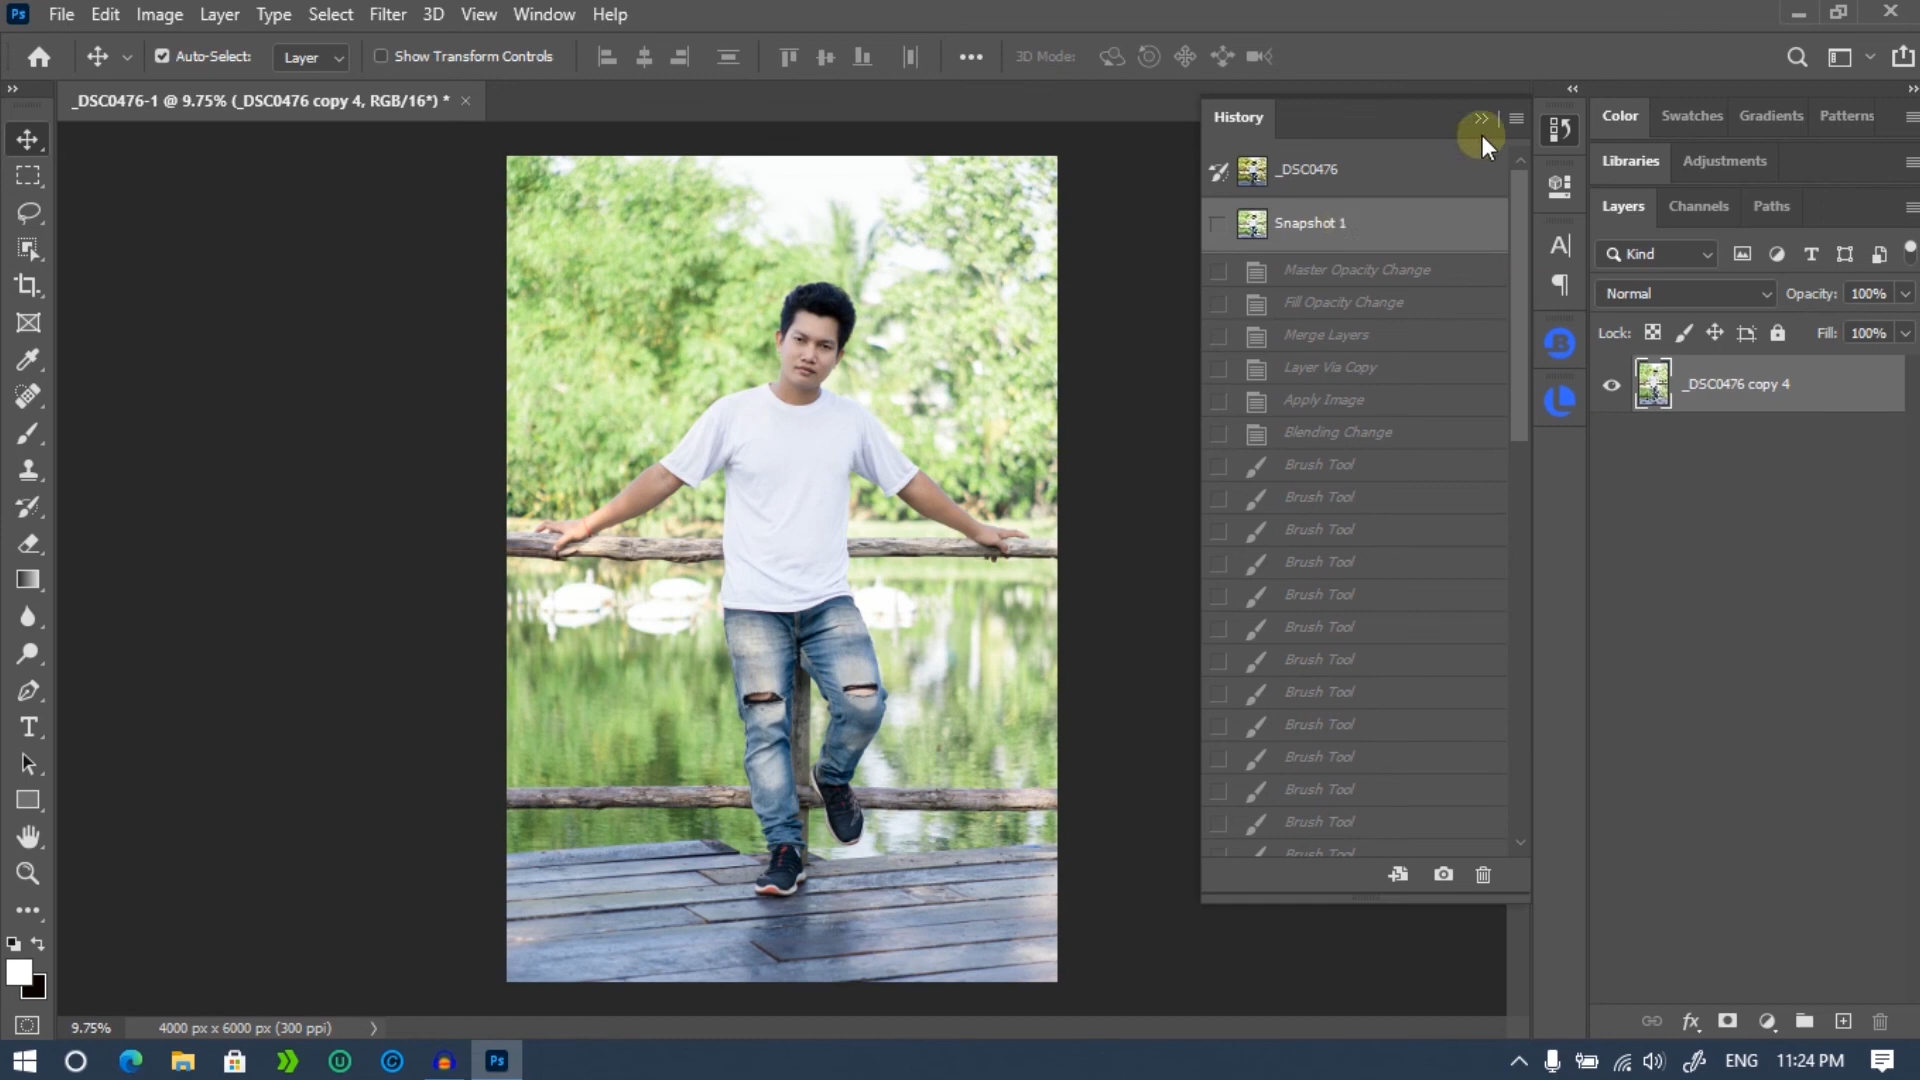 Ps File Edit Image Layer Type Select Filter 3D View Window Help
Auto-Select: Layer Show Transform Controls ••• 3D Mode:
_DSC0476-1 @ 9.75% (_DSC0476 copy 4, RGB/16*) * ×
History
_DSC0476
Snapshot 1
Master Opacity Change
Fill Opacity Change
Merge Layers
Layer Via Copy
Apply Image
Blending Change
Brush Tool
Brush Tool
Brush Tool
Brush Tool
Brush Tool
Brush Tool
Brush Tool
Brush Tool
Brush Tool
Brush Tool
Brush Tool
Brush Tool
Brush Tool
Color Swatches Gradients Patterns
Libraries Adjustments
Layers Channels Paths
Kind
Normal Opacity: 100%
Lock: Fill: 100%
_DSC0476 copy 4
9.75% 4000 px x 6000 px (300 ppi)
Ps ENG 11:24 PM